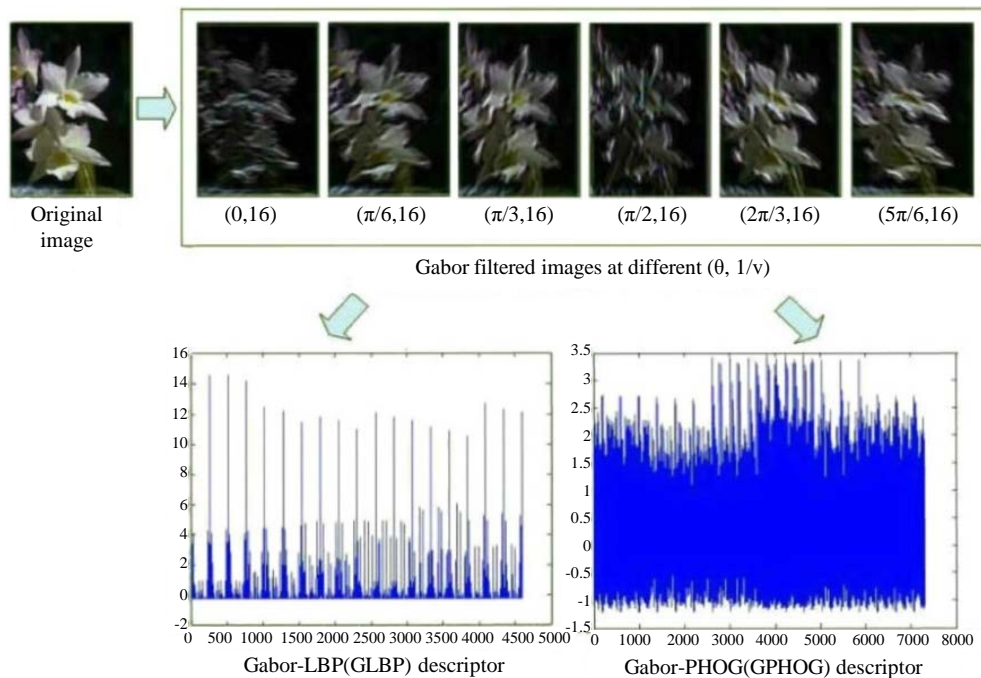 Original
image
(0,16) (π/6,16) (π/3,16) (π/2,16) (2π/3,16) (5π/6,16)
Gabor filtered images at different (θ, 1/v)
16
14
12
10
8
6
4
2
0
-2
0 500 1000 1500 2000 2500 3000 3500 4000 4500 5000
Gabor-LBP(GLBP) descriptor
3.5
3
2.5
2
1.5
1
0.5
0
-0.5
-1
-1.5
0 1000 2000 3000 4000 5000 6000 7000 8000
Gabor-PHOG(GPHOG) descriptor